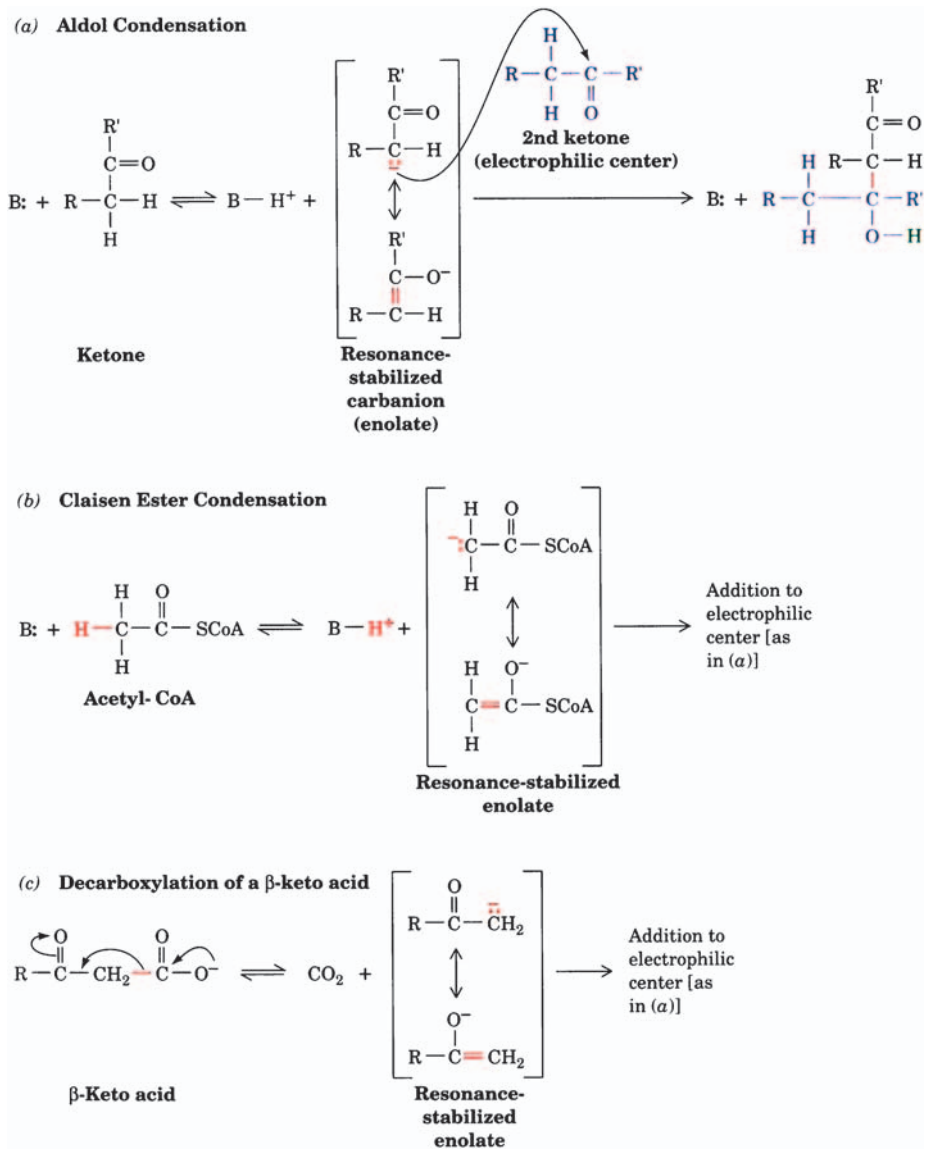 (a) Aldol Condensation
H
R—C—C—R'
H O
2nd ketone
(electrophilic center)
R'
C=O
R—C—H
R'
C=O
B: + R—C—H ⇌ B—H⁺ +
H
R'
C—O⁻
R—C—H
B: +
R'
C=O
H R—C—H
R—C—C—R'
H O—H
Ketone
Resonance-
stabilized
carbanion
(enolate)
(b) Claisen Ester Condensation
H O
⁻:C—C—SCoA
H
H O
B: + H—C—C—SCoA ⇌ B—H⁺ +
H
Acetyl-CoA
H O⁻
C=C—SCoA
H
Addition to
electrophilic
center [as
in (a)]
Resonance-stabilized
enolate
(c) Decarboxylation of a β-keto acid
O O
R—C—CH₂—C—O⁻ ⇌ CO₂ +
β-Keto acid
O
R—C—CH₂
O⁻
R—C=CH₂
Addition to
electrophilic
center [as
in (a)]
Resonance-
stabilized
enolate